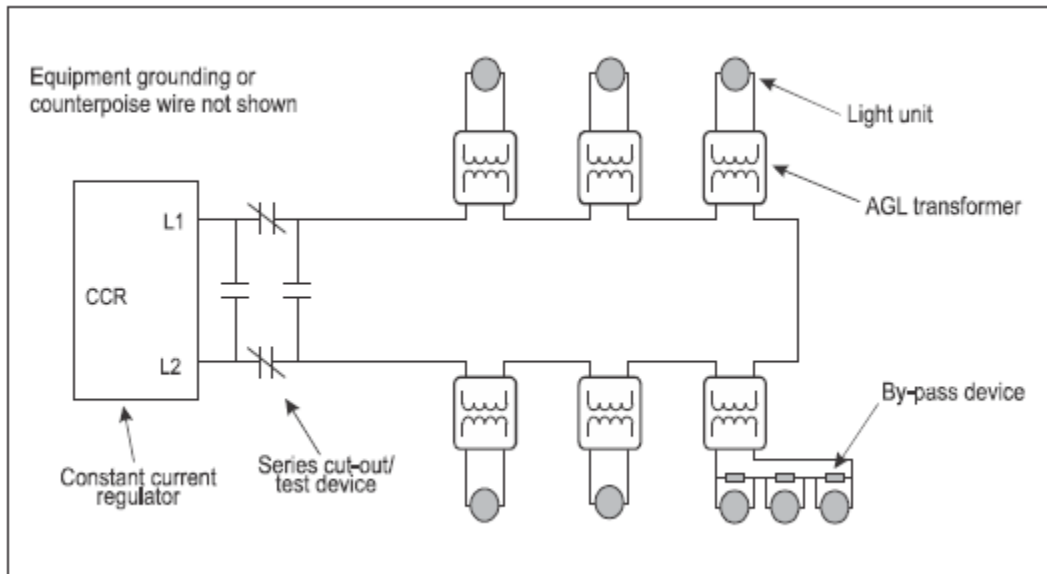 Equipment grounding or
counterpoise wire not shown
Light unit
AGL transformer
L1
CCR
L2
By-pass device
Constant current
regulator
Series cut-out/
test device